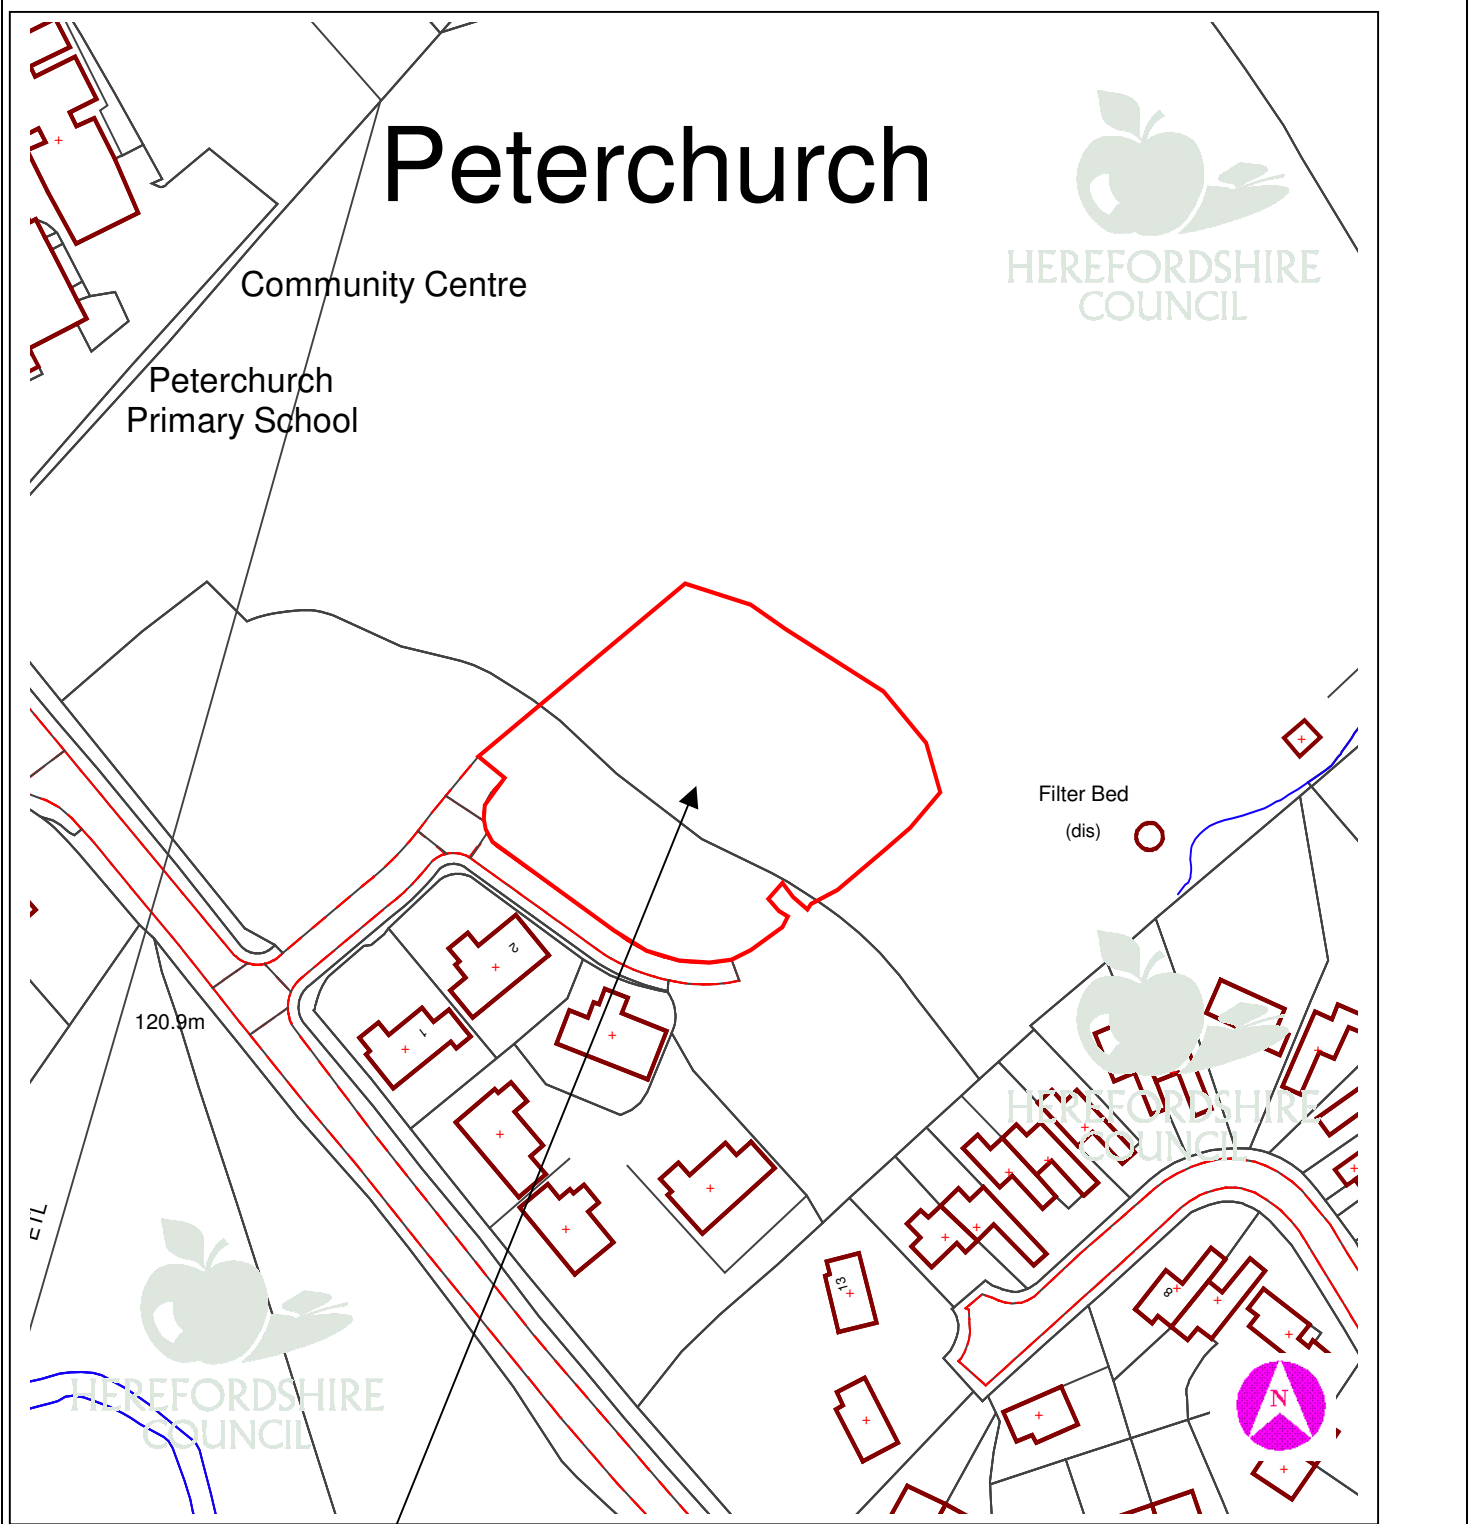 Peterchurch
HEREFORDSHIRE
COUNCIL
Community Centre
Peterchurch
Primary School
Filter Bed
(dis)
2
1
120.9m
HEREFORDSHIRE
COUNCIL
ETL
13
8
HEREFORDSHIRE
COUNCIL
N